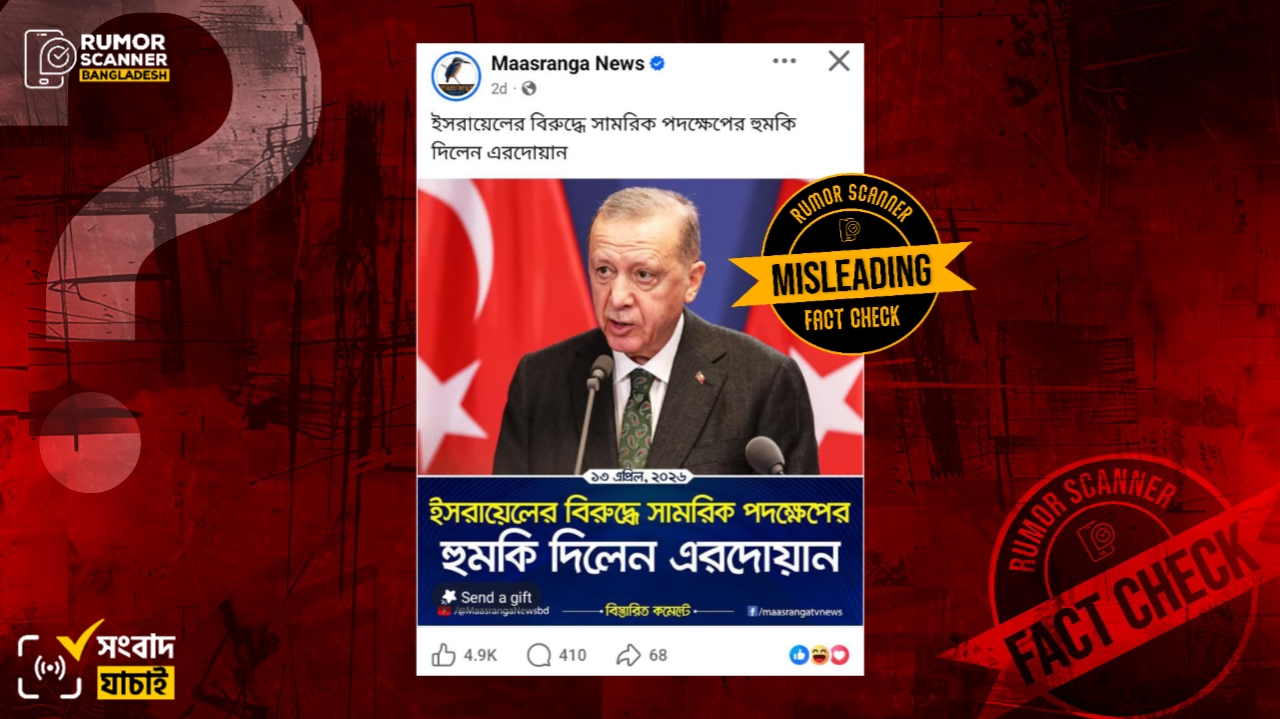 RUMOR
SCANNER
BANGLADESH
Maasranga News
2d
ইসরায়েলের বিরুদ্ধে সামরিক পদক্ষেপের হুমকি
দিলেন এরদোয়ান
RUMOR SCANNER
MISLEADING
FACT CHECK
১৩ এপ্রিল, ২০২৬
ইসরায়েলের বিরুদ্ধে সামরিক পদক্ষেপের
হুমকি দিলেন এরদোয়ান
Send a gift
/@MaasrangaNewsbd
বিস্তারিত কমেন্টে
/maasrangatvnews
4.9K
410
68
RUMOR SCANNER
FACT CHECK
সংবাদ
যাচাই